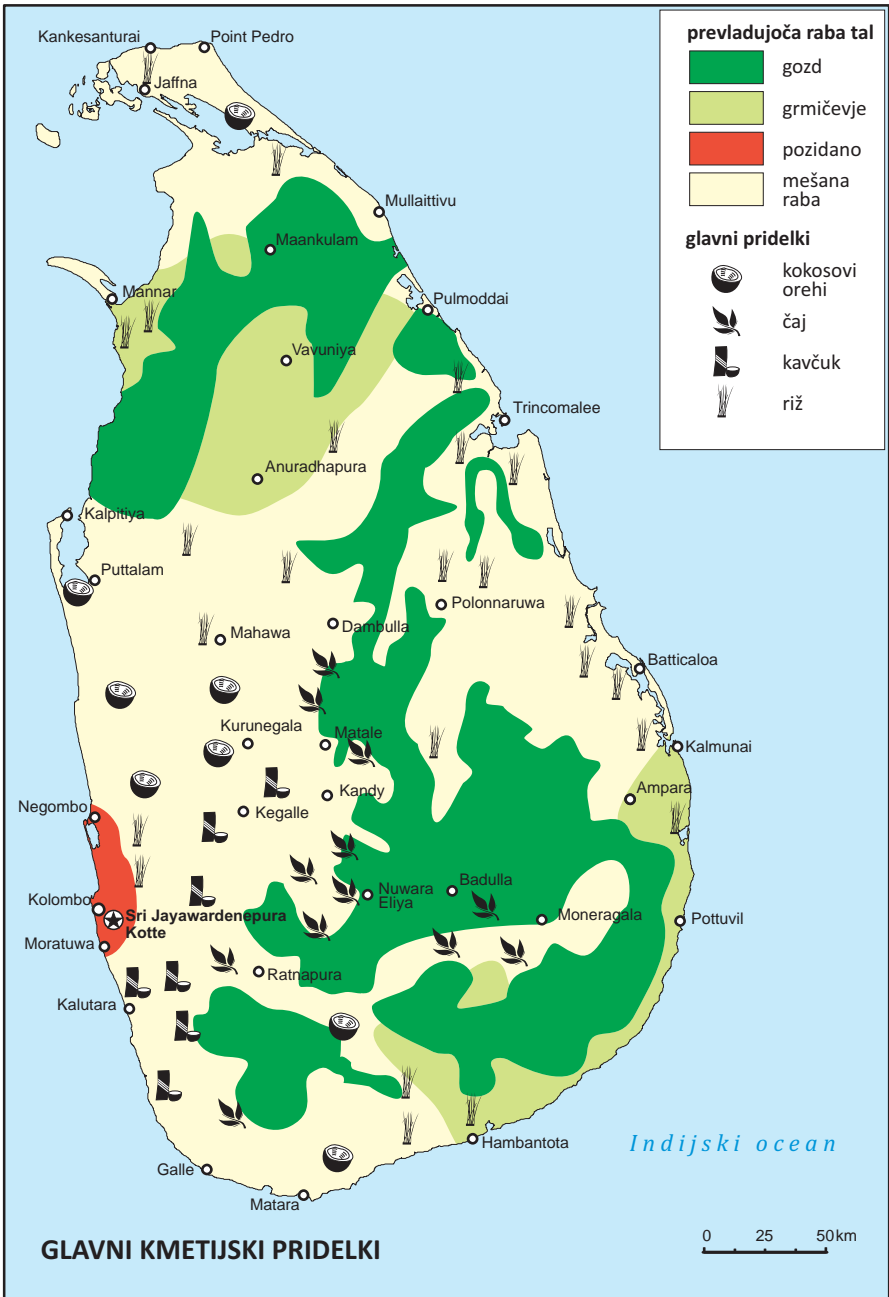 Kankesanturai
Point Pedro
Jaffna
Mullaittivu
Maankulam
Mannar
Pulmoddai
Vavuniya
Trincomalee
Anuradhapura
Kalpitiya
Puttalam
Polonnaruwa
Mahawa
Dambulla
Batticaloa
Kurunegala
Matale
Kalmunai
Kandy
Ampara
Negombo
Kegalle
Nuwara
Eliya
Badulla
Kolombo
Sri Jayawardenepura
Kotte
Moneragala
Pottuvil
Moratuwa
Ratnapura
Kalutara
Hambantota
Galle
Matara
Indijski ocean
prevladujoča raba tal
gozd
grmičevje
pozidano
mešana
raba
glavni pridelki
kokosovi
orehi
čaj
kavčuk
riž
GLAVNI KMETIJSKI PRIDELKI
0 25 50 km